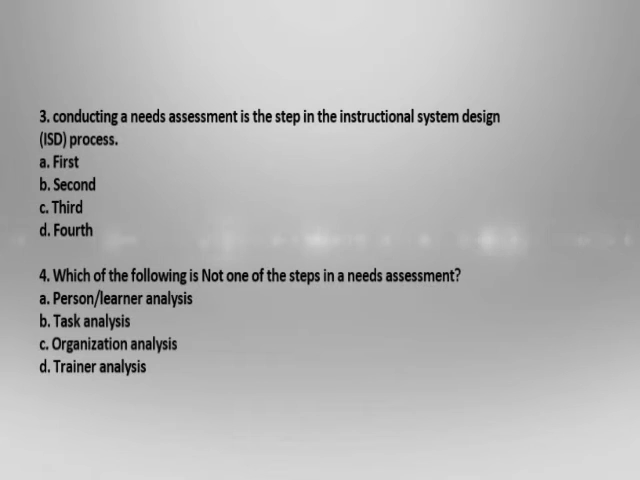 3. conducting a needs assessment is the step in the instructional system design
(ISD) process.
a. First
b. Second
c. Third
d. Fourth
4. Which of the following is Not one of the steps in a needs assessment?
a. Person/learner analysis
b. Task analysis
c. Organization analysis
d. Trainer analysis